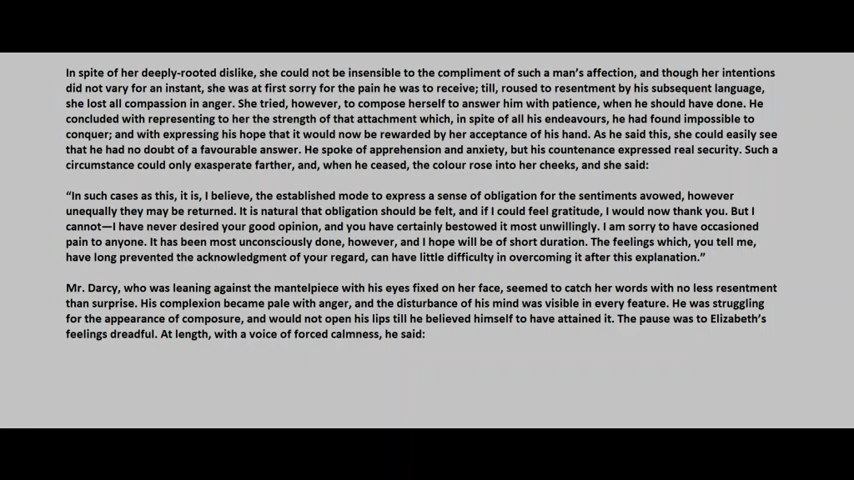 In spite of her deeply-rooted dislike, she could not be insensible to the compliment of such a man’s affection, and though her intentions
did not vary for an instant, she was at first sorry for the pain he was to receive; till, roused to resentment by his subsequent language,
she lost all compassion in anger. She tried, however, to compose herself to answer him with patience, when he should have done. He
concluded with representing to her the strength of that attachment which, in spite of all his endeavours, he had found impossible to
conquer; and with expressing his hope that it would now be rewarded by her acceptance of his hand. As he said this, she could easily see
that he had no doubt of a favourable answer. He spoke of apprehension and anxiety, but his countenance expressed real security. Such a
circumstance could only exasperate farther, and, when he ceased, the colour rose into her cheeks, and she said:
“In such cases as this, it is, I believe, the established mode to express a sense of obligation for the sentiments avowed, however
unequally they may be returned. It is natural that obligation should be felt, and if I could feel gratitude, I would now thank you. But I
cannot—I have never desired your good opinion, and you have certainly bestowed it most unwillingly. I am sorry to have occasioned
pain to anyone. It has been most unconsciously done, however, and I hope will be of short duration. The feelings which, you tell me,
have long prevented the acknowledgment of your regard, can have little difficulty in overcoming it after this explanation.”
Mr. Darcy, who was leaning against the mantelpiece with his eyes fixed on her face, seemed to catch her words with no less resentment
than surprise. His complexion became pale with anger, and the disturbance of his mind was visible in every feature. He was struggling
for the appearance of composure, and would not open his lips till he believed himself to have attained it. The pause was to Elizabeth’s
feelings dreadful. At length, with a voice of forced calmness, he said: